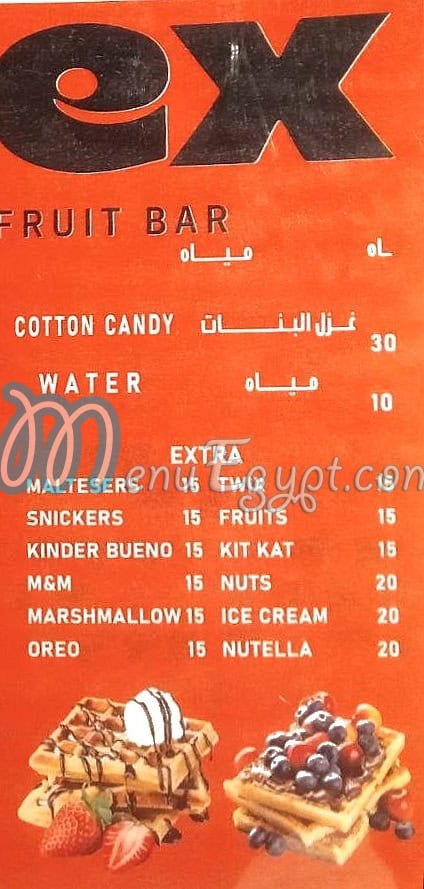 ex
FRUIT BAR
مياه
COTTON CANDY غزل البنات 30
WATER مياه 10
EXTRA
MenuEgypt.com
MALTESERS 15 TWIX 15
SNICKERS 15 FRUITS 15
KINDER BUENO 15 KIT KAT 15
M&M 15 NUTS 20
MARSHMALLOW 15 ICE CREAM 20
OREO 15 NUTELLA 20